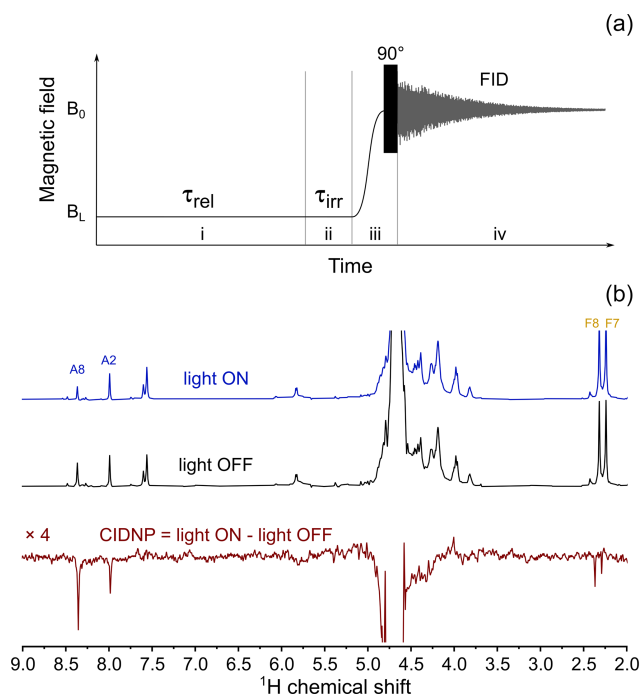 (a)
90°
FID
Magnetic field
B₀
τrel
τirr
B_L
i ii iii iv
Time
(b)
A8 A2 F8 F7
light ON
light OFF
× 4 CIDNP = light ON - light OFF
9.0 8.5 8.0 7.5 7.0 6.5 6.0 5.5 5.0 4.5 4.0 3.5 3.0 2.5 2.0
¹H chemical shift